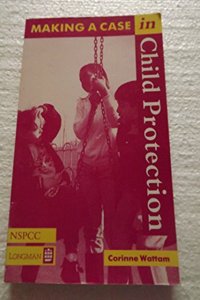 MAKING A CASE in
Child Protection
NSPCC
LONGMAN
Corinne Wattam